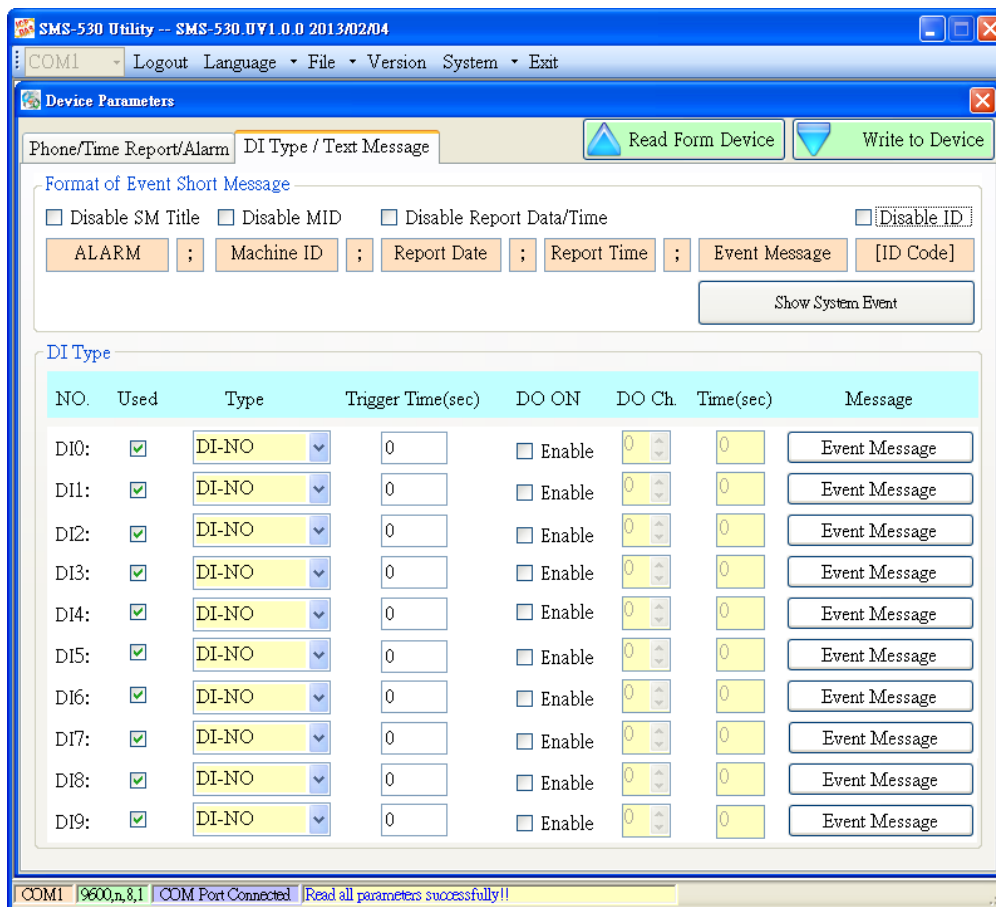 SMS-530 Utility -- SMS-530.UV1.0.0 2013/02/04
COM1 Logout Language File Version System Exit
Device Parameters
Phone/Time Report/Alarm DI Type / Text Message Read Form Device Write to Device
Format of Event Short Message
Disable SM Title Disable MID Disable Report Data/Time Disable ID
ALARM ; Machine ID ; Report Date ; Report Time ; Event Message [ID Code]
Show System Event
DI Type
NO. Used Type Trigger Time(sec) DO ON DO Ch. Time(sec) Message
DI0: DI-NO 0 Enable 0 0 Event Message
DI1: DI-NO 0 Enable 0 0 Event Message
DI2: DI-NO 0 Enable 0 0 Event Message
DI3: DI-NO 0 Enable 0 0 Event Message
DI4: DI-NO 0 Enable 0 0 Event Message
DI5: DI-NO 0 Enable 0 0 Event Message
DI6: DI-NO 0 Enable 0 0 Event Message
DI7: DI-NO 0 Enable 0 0 Event Message
DI8: DI-NO 0 Enable 0 0 Event Message
DI9: DI-NO 0 Enable 0 0 Event Message
COM1 9600,n,8,1 COM Port Connected Read all parameters successfully!!